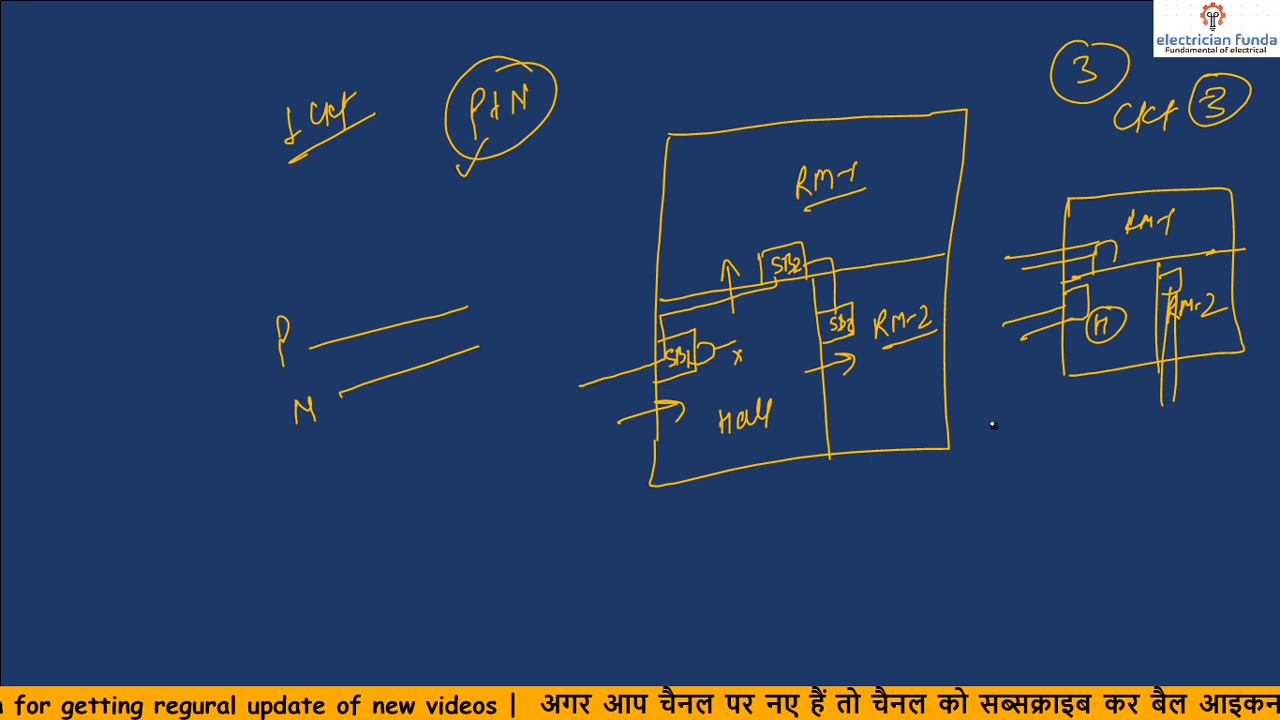 electrician funda
Fundamental of electrical
3
1 CKT
P+N
CKT 3
RM-1
RM-1
SB2
P
SB1
x
SB3
RM-2
H
RM-2
N
Hall
for getting regural update of new videos | अगर आप चैनल पर नए हैं तो चैनल को सब्सक्राइब कर बैल आइकन